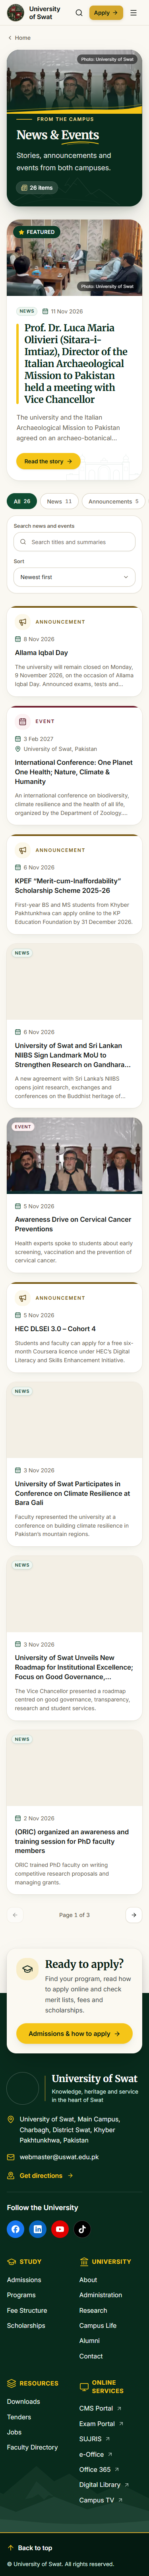 University
of Swat
Apply →
Home
Photo: University of Swat
FROM THE CAMPUS
News & Events
Stories, announcements and
events from both campuses.
26 items
FEATURED
Photo: University of Swat
NEWS
11 Nov 2026
Prof. Dr. Luca Maria
Olivieri (Sitara-i-
Imtiaz), Director of the
Italian Archaeological
Mission to Pakistan
held a meeting with
Vice Chancellor
The university and the Italian
Archaeological Mission to Pakistan
agreed on an archaeo-botanical...
Read the story →
All 26
News 11
Announcements 5
Search news and events
Search titles and summaries
Sort
Newest first
ANNOUNCEMENT
8 Nov 2026
Allama Iqbal Day
The university will remain closed on Monday,
9 November 2026, on the occasion of Allama
Iqbal Day. Announced exams, tests and...
EVENT
3 Feb 2027
University of Swat, Pakistan
International Conference: One Planet
One Health; Nature, Climate &
Humanity
An international conference on biodiversity,
climate resilience and the health of all life,
organized by the Department of Zoology....
ANNOUNCEMENT
6 Nov 2026
KPEF “Merit-cum-Inaffordability”
Scholarship Scheme 2025-26
First-year BS and MS students from Khyber
Pakhtunkhwa can apply online to the KP
Education Foundation by 31 December 2026.
NEWS
6 Nov 2026
University of Swat and Sri Lankan
NIIBS Sign Landmark MoU to
Strengthen Research on Gandhara...
A new agreement with Sri Lanka's NIIBS
opens joint research, exchanges and
conferences on the Buddhist heritage of...
EVENT
5 Nov 2026
Awareness Drive on Cervical Cancer
Preventions
Health experts spoke to students about early
screening, vaccination and the prevention of
cervical cancer.
ANNOUNCEMENT
5 Nov 2026
HEC DLSEI 3.0 – Cohort 4
Students and faculty can apply for a free six-
month Coursera licence under HEC's Digital
Literacy and Skills Enhancement Initiative.
NEWS
3 Nov 2026
University of Swat Participates in
Conference on Climate Resilience at
Bara Gali
Faculty represented the university at a
conference on building climate resilience in
Pakistan's mountain regions.
NEWS
3 Nov 2026
University of Swat Unveils New
Roadmap for Institutional Excellence;
Focus on Good Governance,...
The Vice Chancellor presented a roadmap
centred on good governance, transparency,
research and student services.
NEWS
2 Nov 2026
(ORIC) organized an awareness and
training session for PhD faculty
members
ORIC trained PhD faculty on writing
competitive research proposals and
managing grants.
←
Page 1 of 3
→
Ready to apply?
Find your program, read how
to apply online and check
merit lists, fees and
scholarships.
Admissions & how to apply →
University of Swat
Knowledge, heritage and service
in the heart of Swat
University of Swat, Main Campus,
Charbagh, District Swat, Khyber
Pakhtunkhwa, Pakistan
webmaster@uswat.edu.pk
Get directions →
Follow the University
STUDY
Admissions
Programs
Fee Structure
Scholarships
UNIVERSITY
About
Administration
Research
Campus Life
Alumni
Contact
RESOURCES
Downloads
Tenders
Jobs
Faculty Directory
ONLINE
SERVICES
CMS Portal ↗
Exam Portal ↗
SUJRIS ↗
e-Office ↗
Office 365 ↗
Digital Library ↗
Campus TV ↗
↑ Back to top
© University of Swat. All rights reserved.